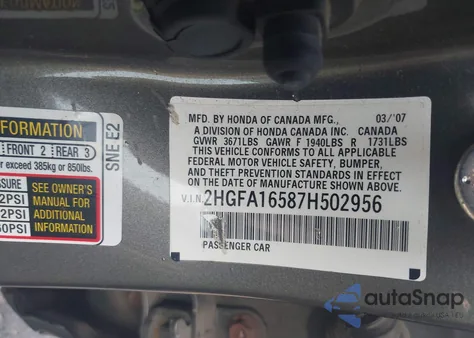 MFD. BY HONDA OF CANADA MFG., 03/'07
A DIVISION OF HONDA CANADA INC. CANADA
GVWR 3671LBS GAWR F 1940LBS R 1731LBS
THIS VEHICLE CONFORMS TO ALL APPLICABLE
FEDERAL MOTOR VEHICLE SAFETY, BUMPER,
AND THEFT PREVENTION STANDARDS IN EFFECT
ON THE DATE OF MANUFACTURE SHOWN ABOVE.
V.I.N. 2HGFA16587H502956
PASSENGER CAR
FORMATION
FRONT 2 REAR 3
or exceed 385kg or 850lbs.
SNE E2
SURE
2PSI
2PSI
60PSI
SEE OWNER'S
MANUAL FOR
ADDITIONAL
INFORMATION
autoSnap